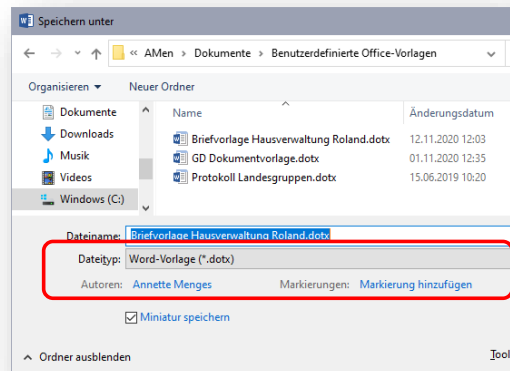 Speichern unter
« AMen › Dokumente › Benutzerdefinierte Office-Vorlagen
Organisieren Neuer Ordner
Dokumente
Downloads
Musik
Videos
Windows (C:)
Name Änderungsdatum
Briefvorlage Hausverwaltung Roland.dotx 12.11.2020 12:03
GD Dokumentvorlage.dotx 01.11.2020 12:35
Protokoll Landesgruppen.dotx 15.06.2019 10:20
Dateiname: Briefvorlage Hausverwaltung Roland.dotx
Dateityp: Word-Vorlage (*.dotx)
Autoren: Annette Menges Markierungen: Markierung hinzufügen
Miniatur speichern
Ordner ausblenden Tool